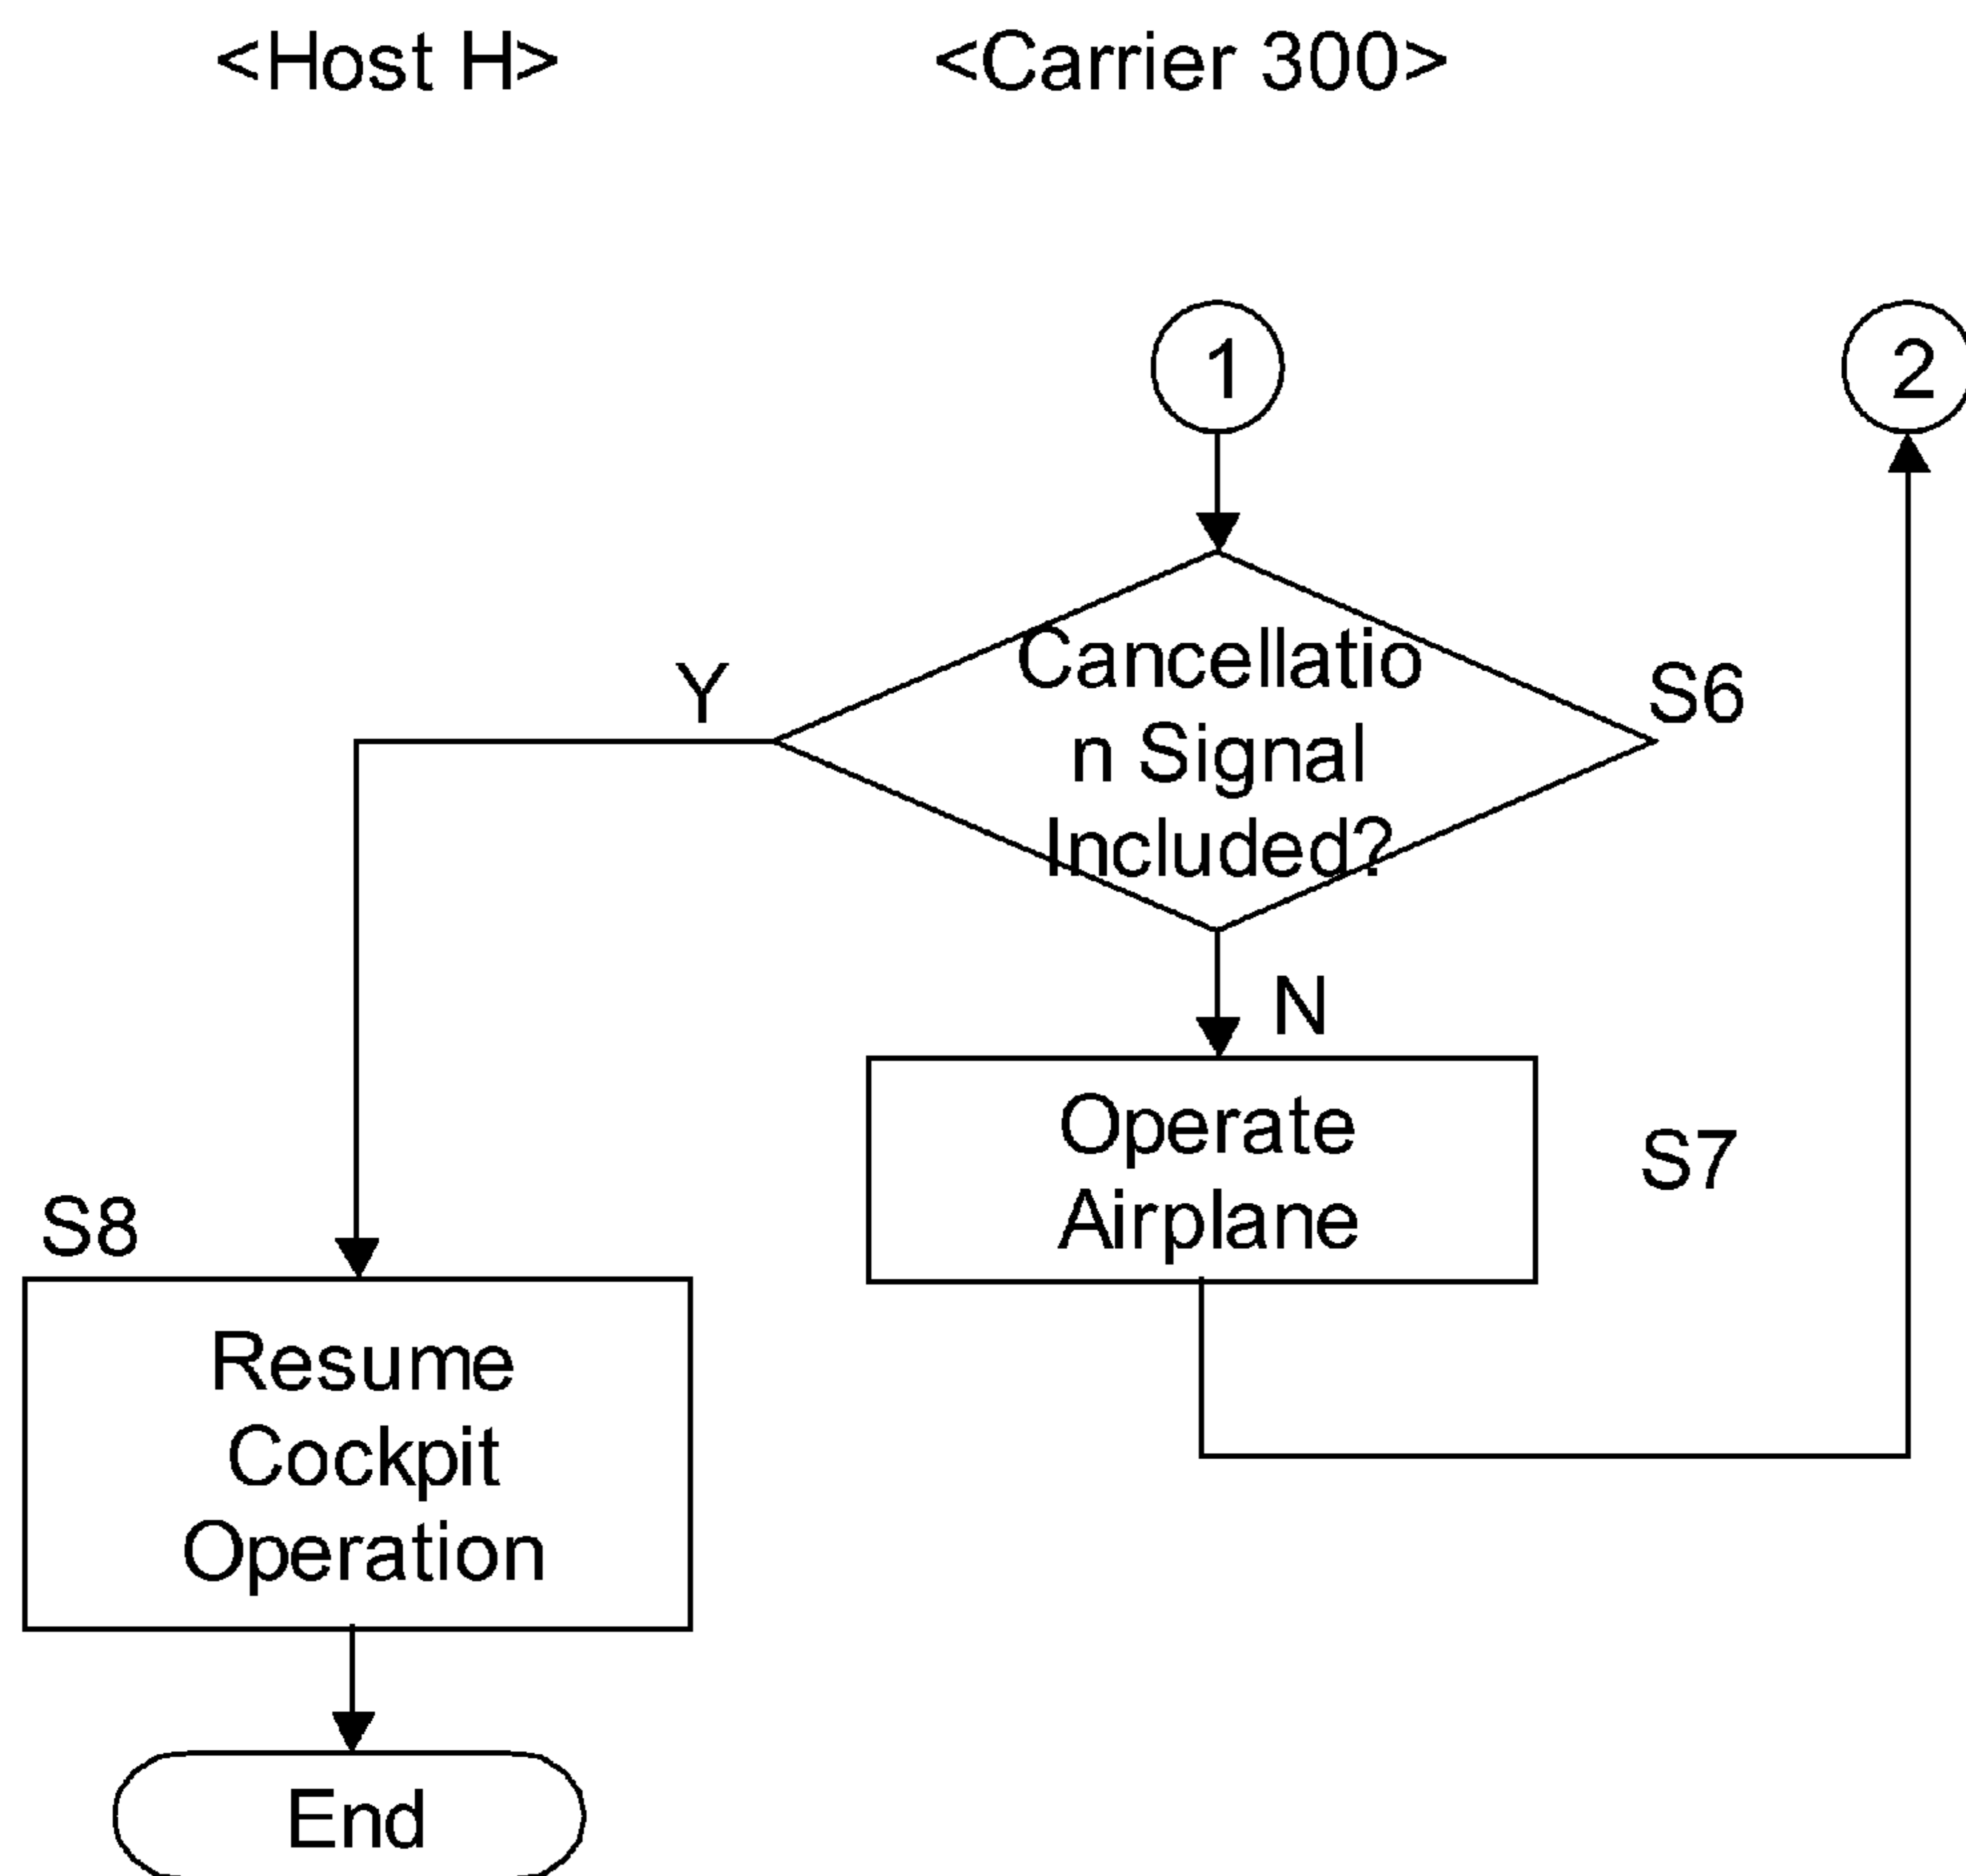 <Host H>
<Carrier 300>
1
2
Cancellatio
n Signal
Included?
Y
S6
N
Operate
Airplane
S7
S8
Resume
Cockpit
Operation
End